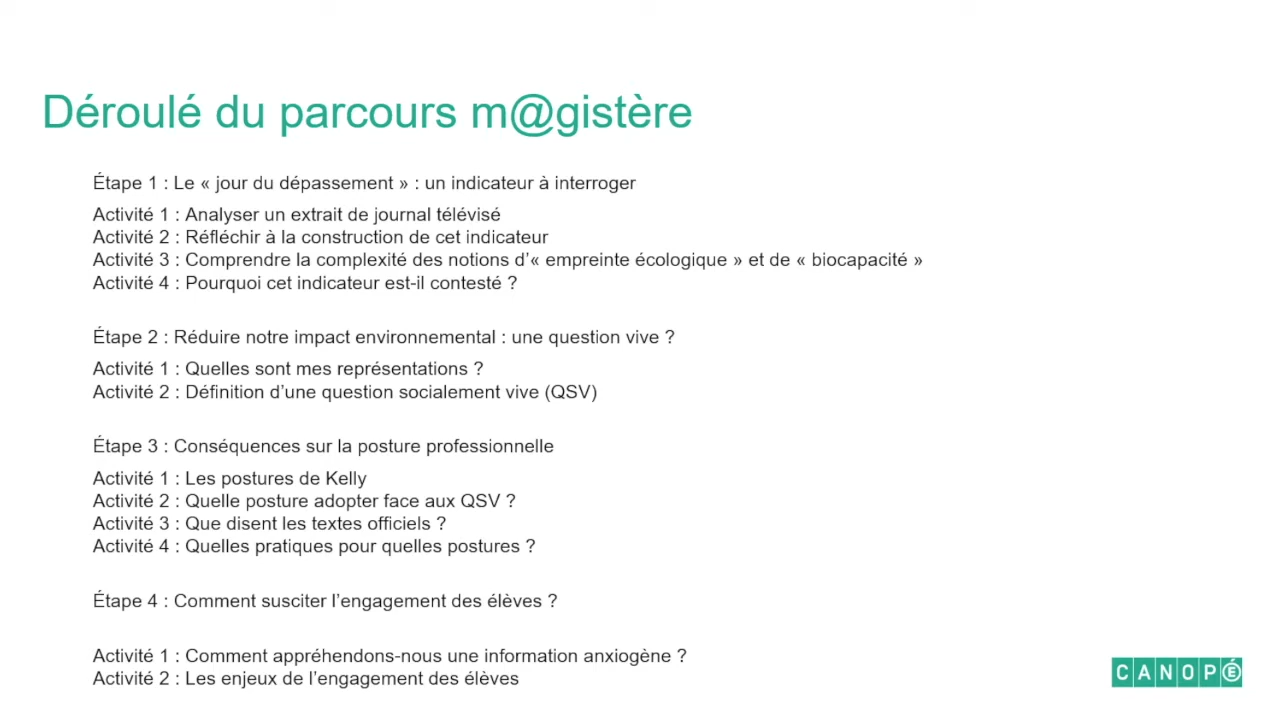 Déroulé du parcours m@gistère
Étape 1 : Le « jour du dépassement » : un indicateur à interroger
Activité 1 : Analyser un extrait de journal télévisé
Activité 2 : Réfléchir à la construction de cet indicateur
Activité 3 : Comprendre la complexité des notions d’« empreinte écologique » et de « biocapacité »
Activité 4 : Pourquoi cet indicateur est-il contesté ?
Étape 2 : Réduire notre impact environnemental : une question vive ?
Activité 1 : Quelles sont mes représentations ?
Activité 2 : Définition d’une question socialement vive (QSV)
Étape 3 : Conséquences sur la posture professionnelle
Activité 1 : Les postures de Kelly
Activité 2 : Quelle posture adopter face aux QSV ?
Activité 3 : Que disent les textes officiels ?
Activité 4 : Quelles pratiques pour quelles postures ?
Étape 4 : Comment susciter l’engagement des élèves ?
Activité 1 : Comment appréhendons-nous une information anxiogène ?
Activité 2 : Les enjeux de l’engagement des élèves
CANOPÉ